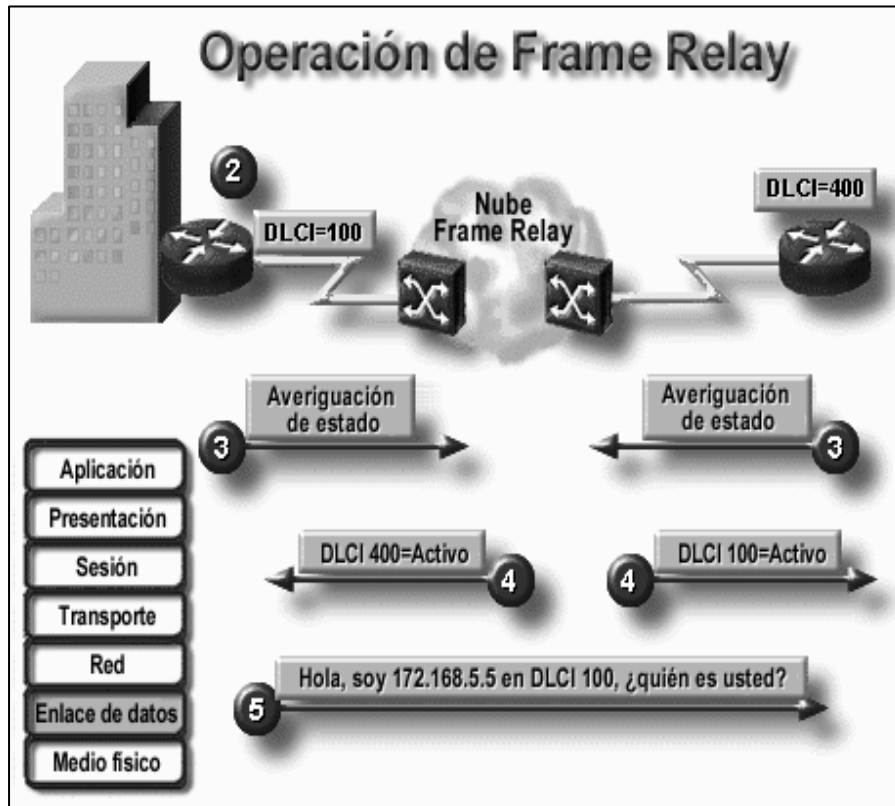 Operación de Frame Relay
2
DLCI=100
Nube
Frame Relay
DLCI=400
Averiguación
de estado
3
Averiguación
de estado
3
DLCI 400=Activo
4
DLCI 100=Activo
4
Hola, soy 172.168.5.5 en DLCI 100, ¿quién es usted?
5
Aplicación
Presentación
Sesión
Transporte
Red
Enlace de datos
Medio físico